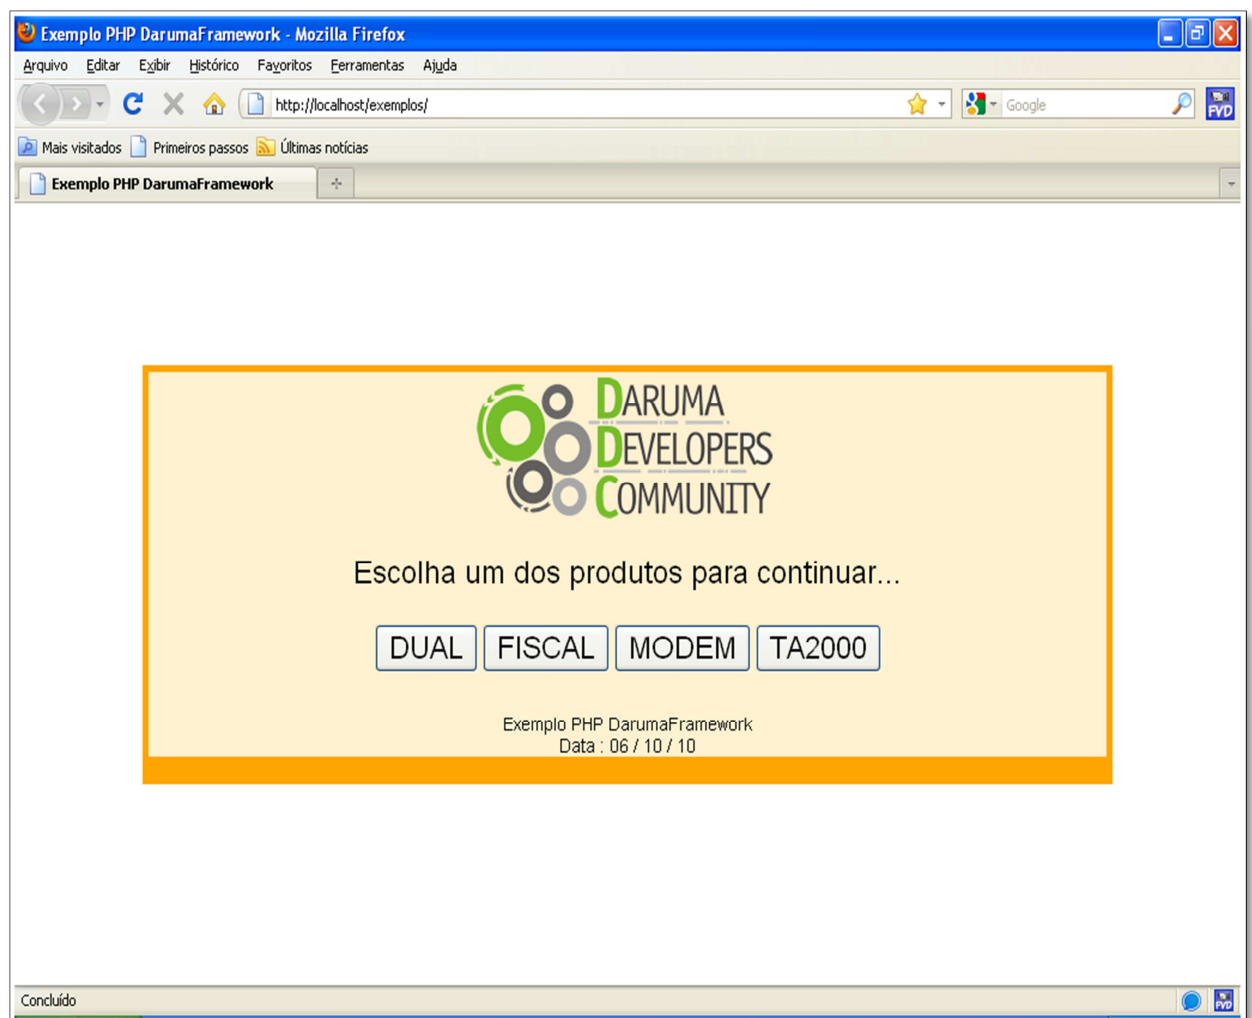 Exemplo PHP DarumaFramework - Mozilla Firefox
Arquivo Editar Exibir Histórico Favoritos Ferramentas Ajuda
http://localhost/exemplos/ Google FVD
Mais visitados Primeiros passos Últimas notícias
Exemplo PHP DarumaFramework
DARUMA
DEVELOPERS
COMMUNITY
Escolha um dos produtos para continuar...
DUAL FISCAL MODEM TA2000
Exemplo PHP DarumaFramework
Data : 06 / 10 / 10
Concluído FVD